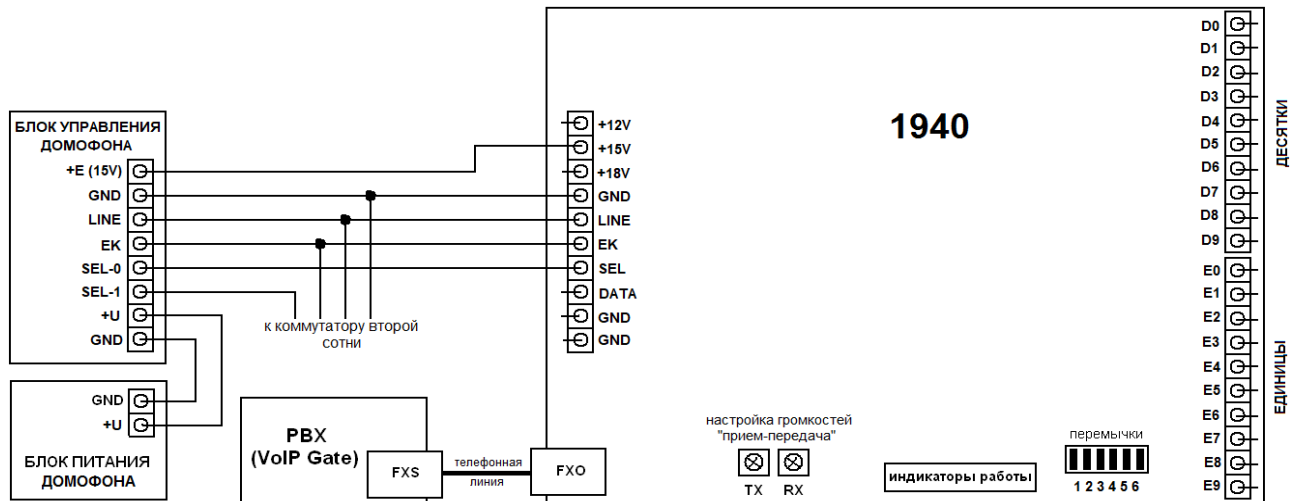 БЛОК УПРАВЛЕНИЯ
ДОМОФОНА
+E (15V)
GND
LINE
EK
SEL-0
SEL-1
+U
GND
GND
+U
БЛОК ПИТАНИЯ
ДОМОФОНА
к коммутатору второй
сотни
PBX
(VoIP Gate)
FXS
телефонная
линия
FXO
+12V
+15V
+18V
GND
LINE
EK
SEL
DATA
GND
GND
1940
настройка громкостей
"прием-передача"
TX RX
индикаторы работы
перемычки
1 2 3 4 5 6
D0
D1
D2
D3
D4
D5
D6
D7
D8
D9
ДЕСЯТКИ
E0
E1
E2
E3
E4
E5
E6
E7
E8
E9
ЕДИНИЦЫ